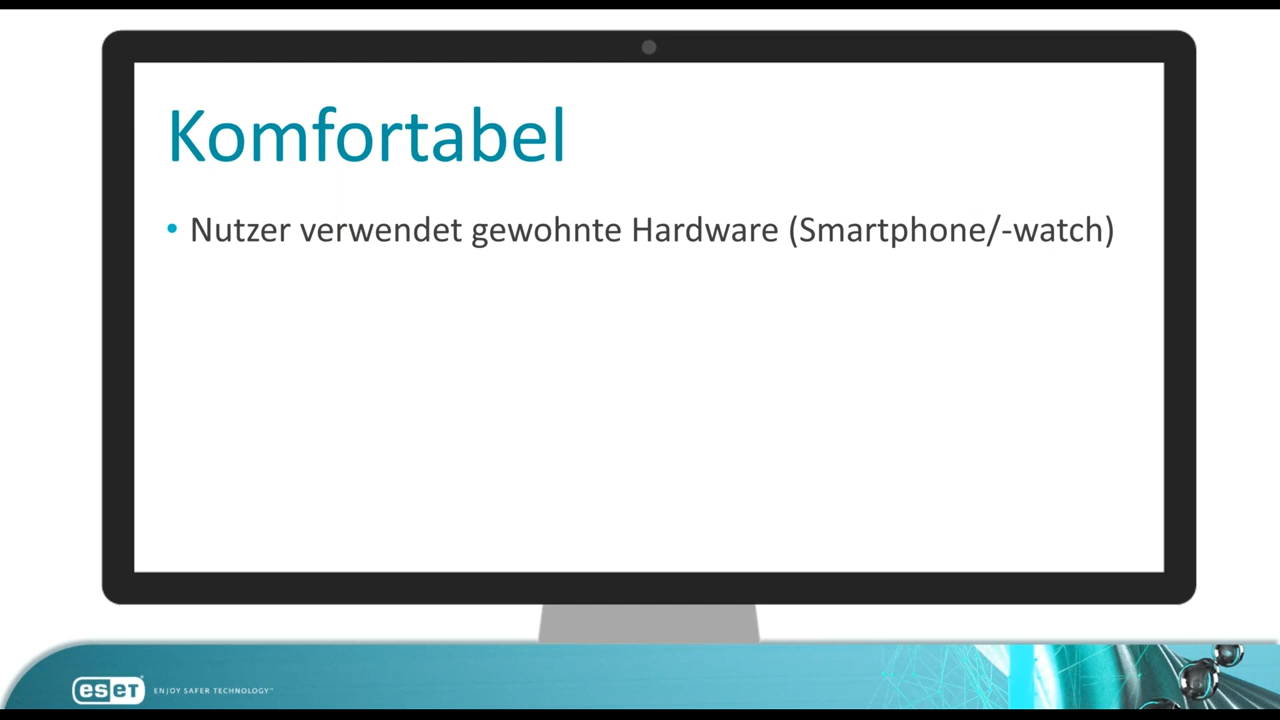 Komfortabel
• Nutzer verwendet gewohnte Hardware (Smartphone/-watch)
eseT ENJOY SAFER TECHNOLOGY™